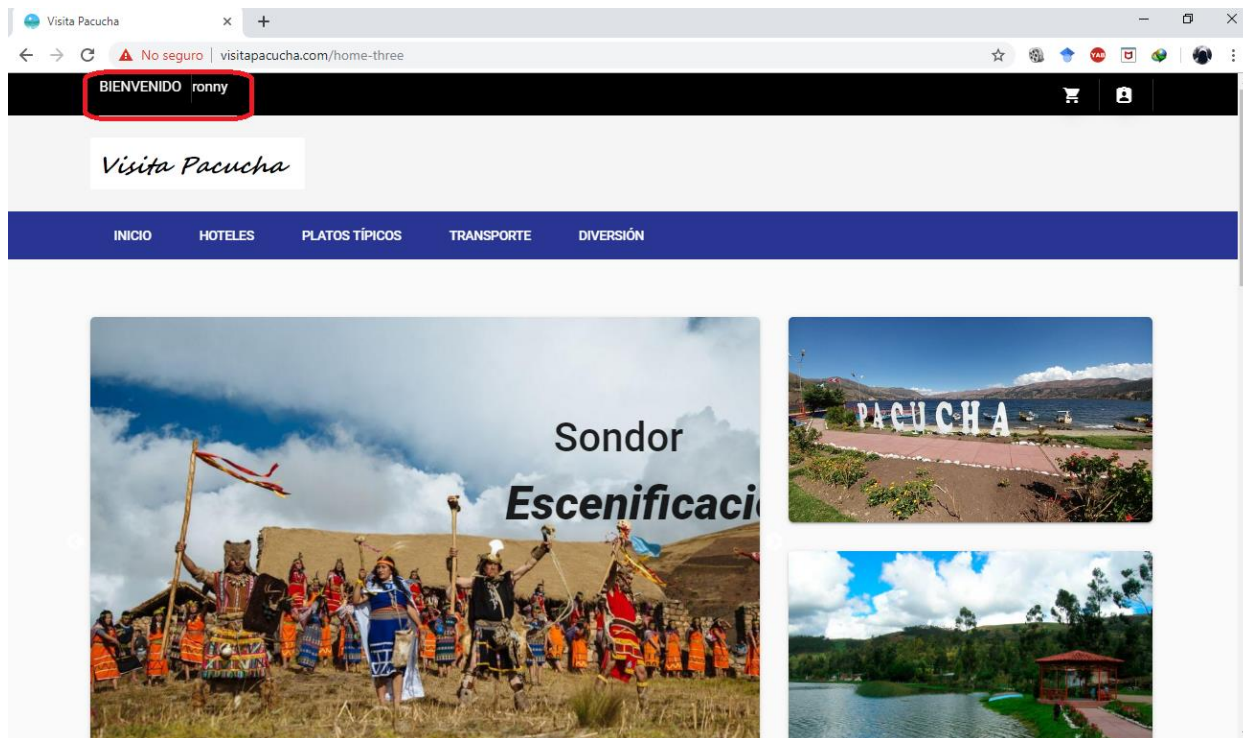 Visita Pacucha
No seguro | visitapacucha.com/home-three
BIENVENIDO ronny
Visita Pacucha
INICIO HOTELES PLATOS TÍPICOS TRANSPORTE DIVERSIÓN
Sondor
Escenificaci
PACUCHA